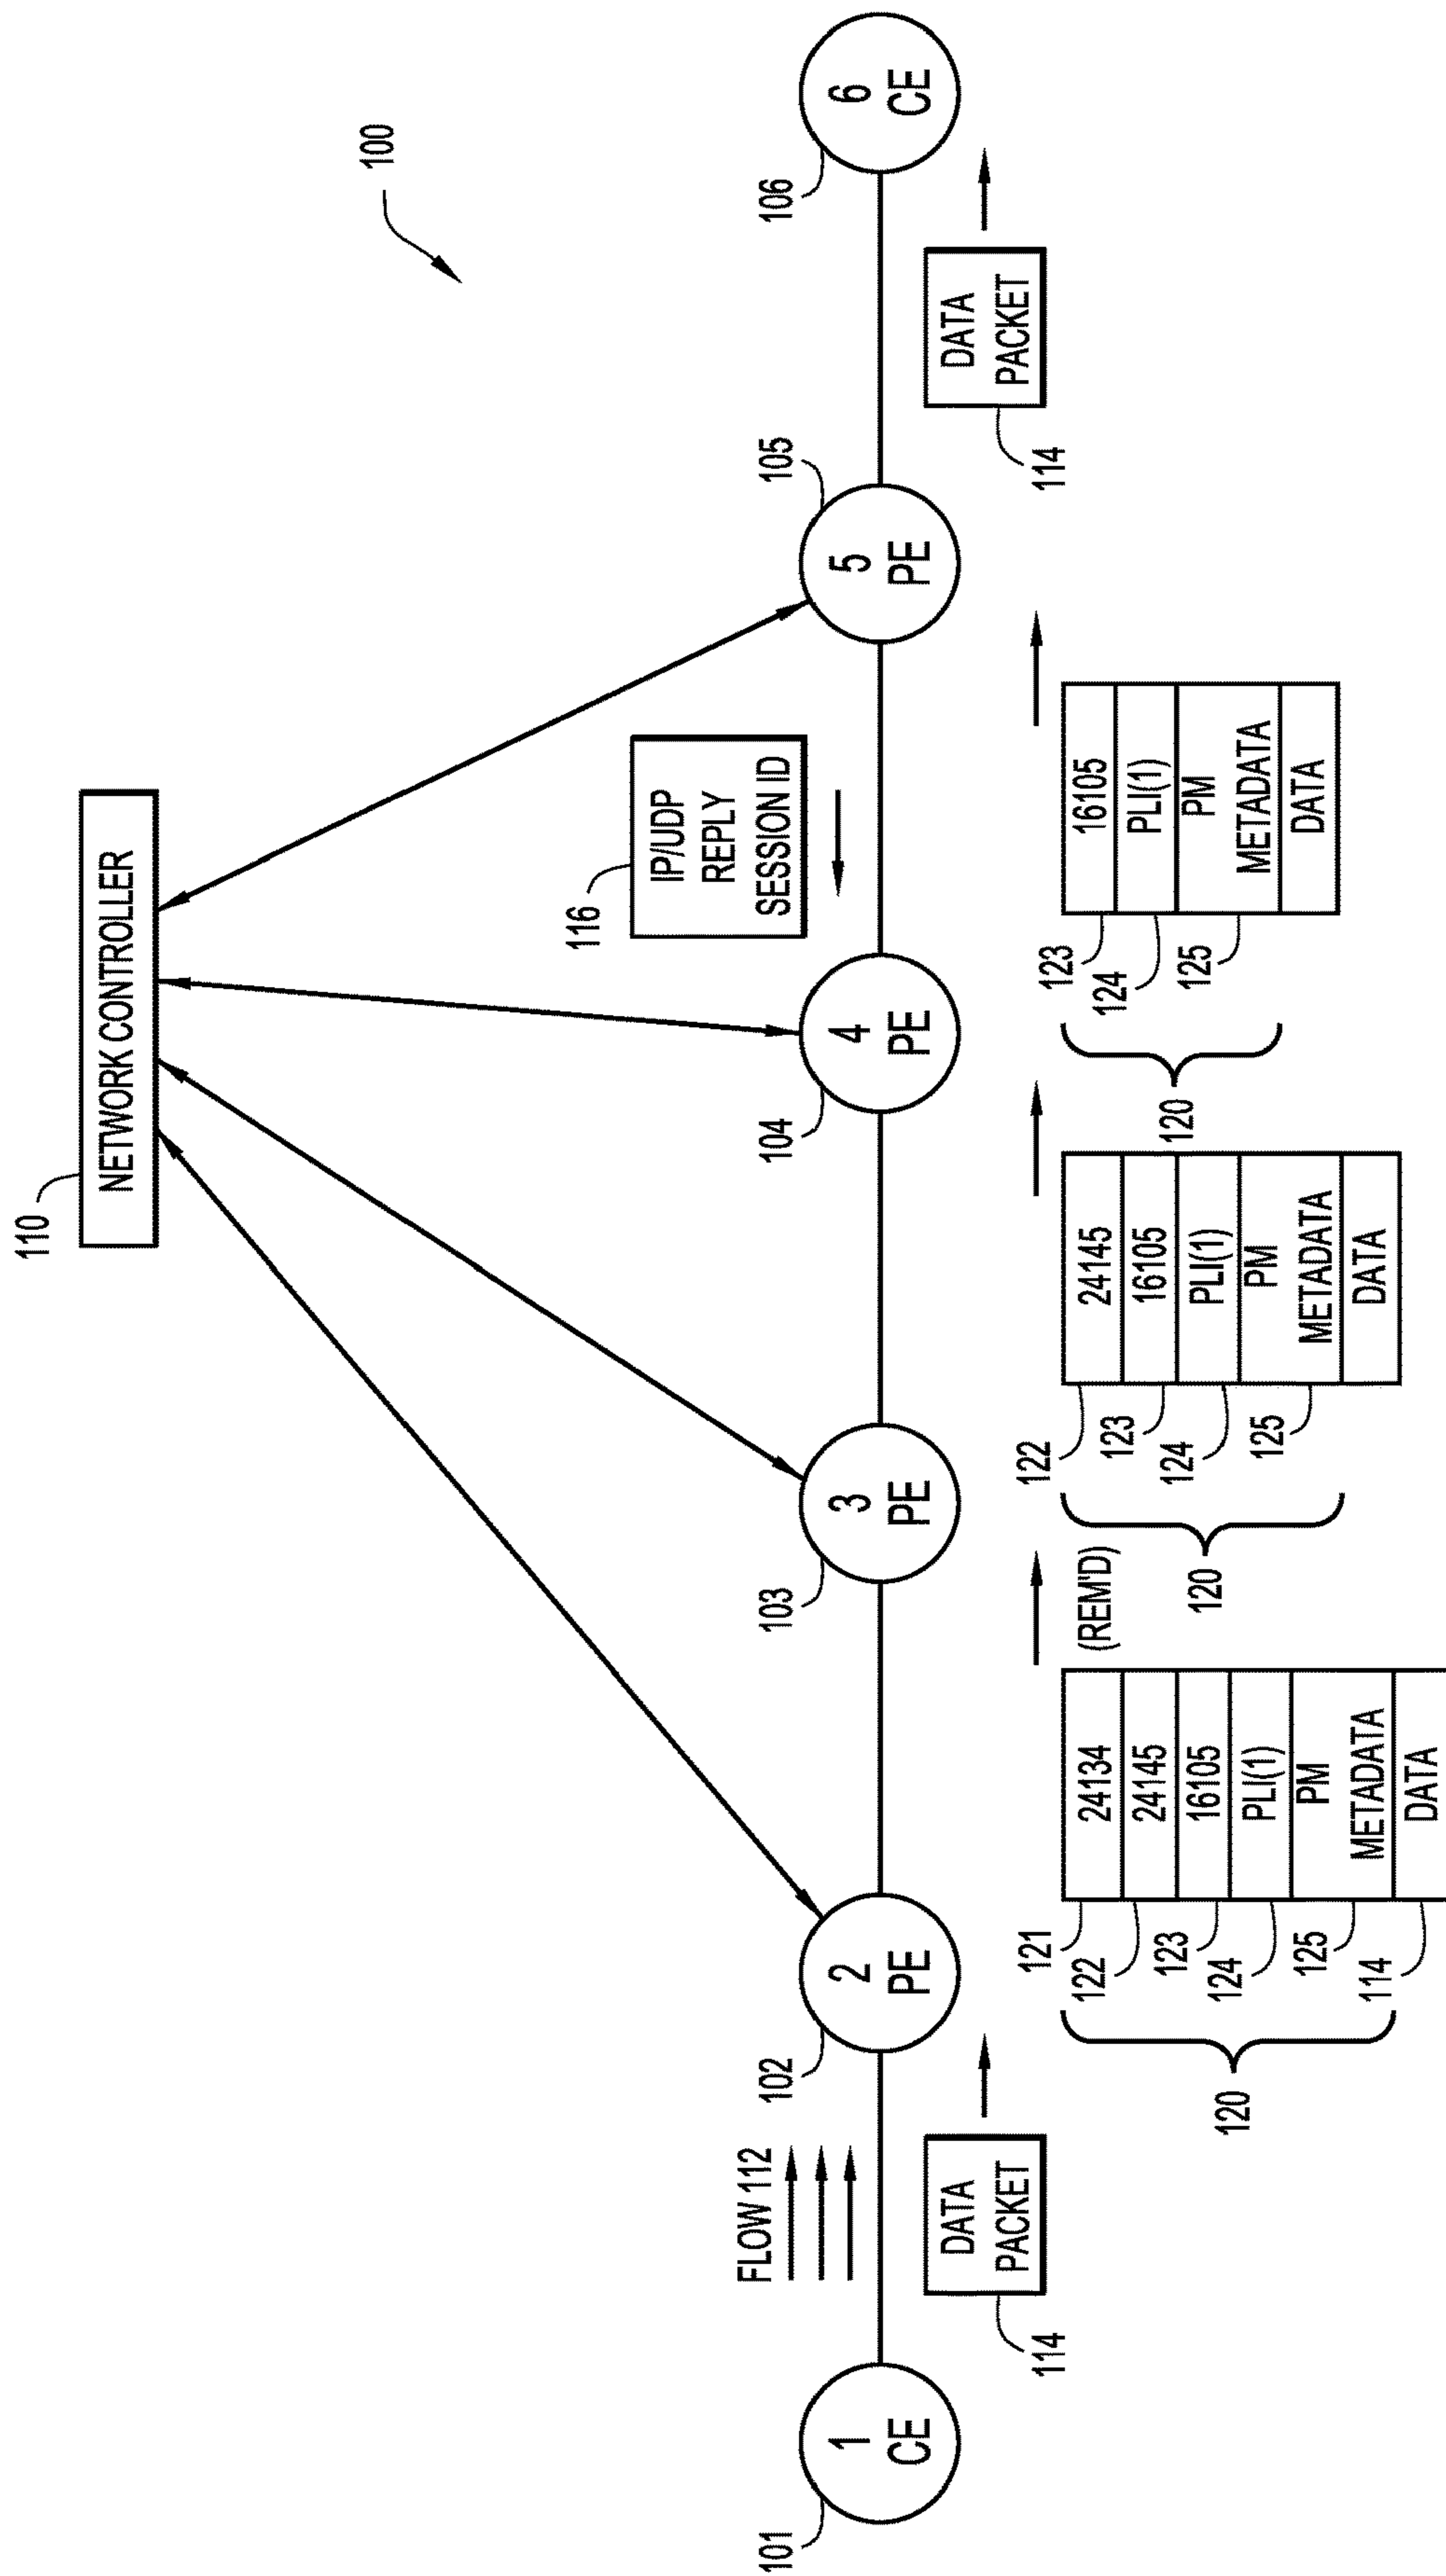 100
110
NETWORK CONTROLLER
116
IP/UDP
REPLY
SESSION ID
FLOW 112
101
1
CE
102
2
PE
103
3
PE
104
4
PE
105
5
PE
106
6
CE
DATA
PACKET
114
120
121
122
123
124
125
114
24134
24145
16105
PLI(1)
PM
METADATA
DATA
(REM'D)
120
122
123
124
125
24145
16105
PLI(1)
PM
METADATA
DATA
120
123
124
125
16105
PLI(1)
PM
METADATA
DATA
DATA
PACKET
114